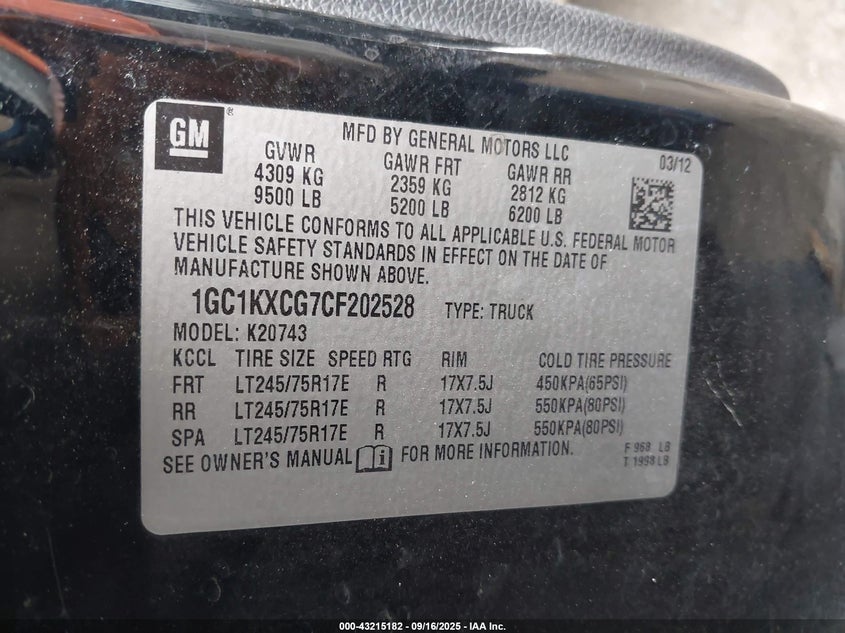 GM ®
MFD BY GENERAL MOTORS LLC
03/12
GVWR GAWR FRT GAWR RR
4309 KG 2359 KG 2812 KG
9500 LB 5200 LB 6200 LB
THIS VEHICLE CONFORMS TO ALL APPLICABLE U.S. FEDERAL MOTOR
VEHICLE SAFETY STANDARDS IN EFFECT ON THE DATE OF
MANUFACTURE SHOWN ABOVE.
1GC1KXCG7CF202528 TYPE: TRUCK
MODEL: K20743
KCCL TIRE SIZE SPEED RTG RIM COLD TIRE PRESSURE
FRT LT245/75R17E R 17X7.5J 450KPA(65PSI)
RR LT245/75R17E R 17X7.5J 550KPA(80PSI)
SPA LT245/75R17E R 17X7.5J 550KPA(80PSI)
SEE OWNER'S MANUAL FOR MORE INFORMATION.
F 968 LB
T 1998 LB
000-43215182 - 09/16/2025 - IAA Inc.